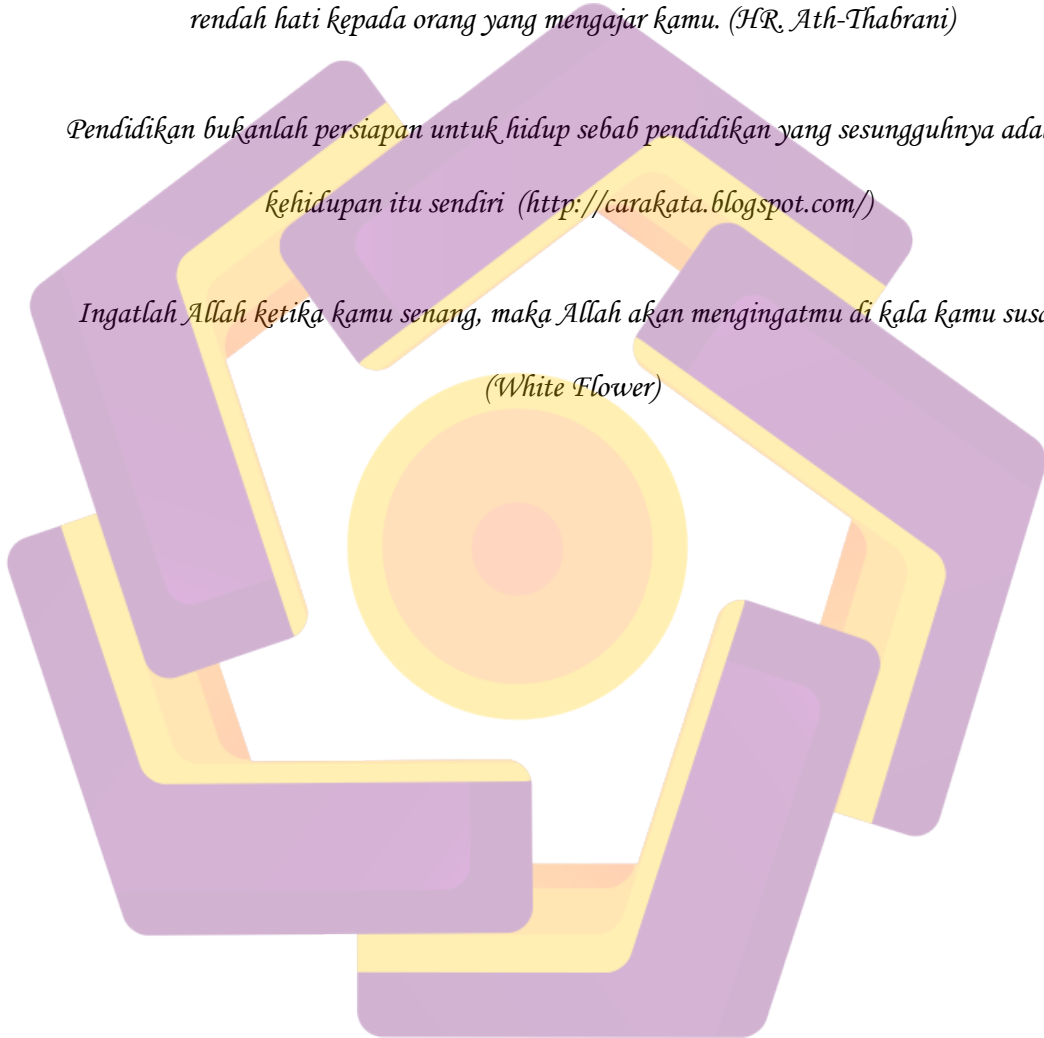 rendah hati kepada orang yang mengajar kamu. (HR. Ath-Thabrani)
Pendidikan bukanlah persiapan untuk hidup sebab pendidikan yang sesungguhnya
kehidupan itu sendiri (http://carakata.blogspot.com/)
Ingatlah Allah ketika kamu senang, maka Allah akan mengingatmu di kala kamu
(White Flower)